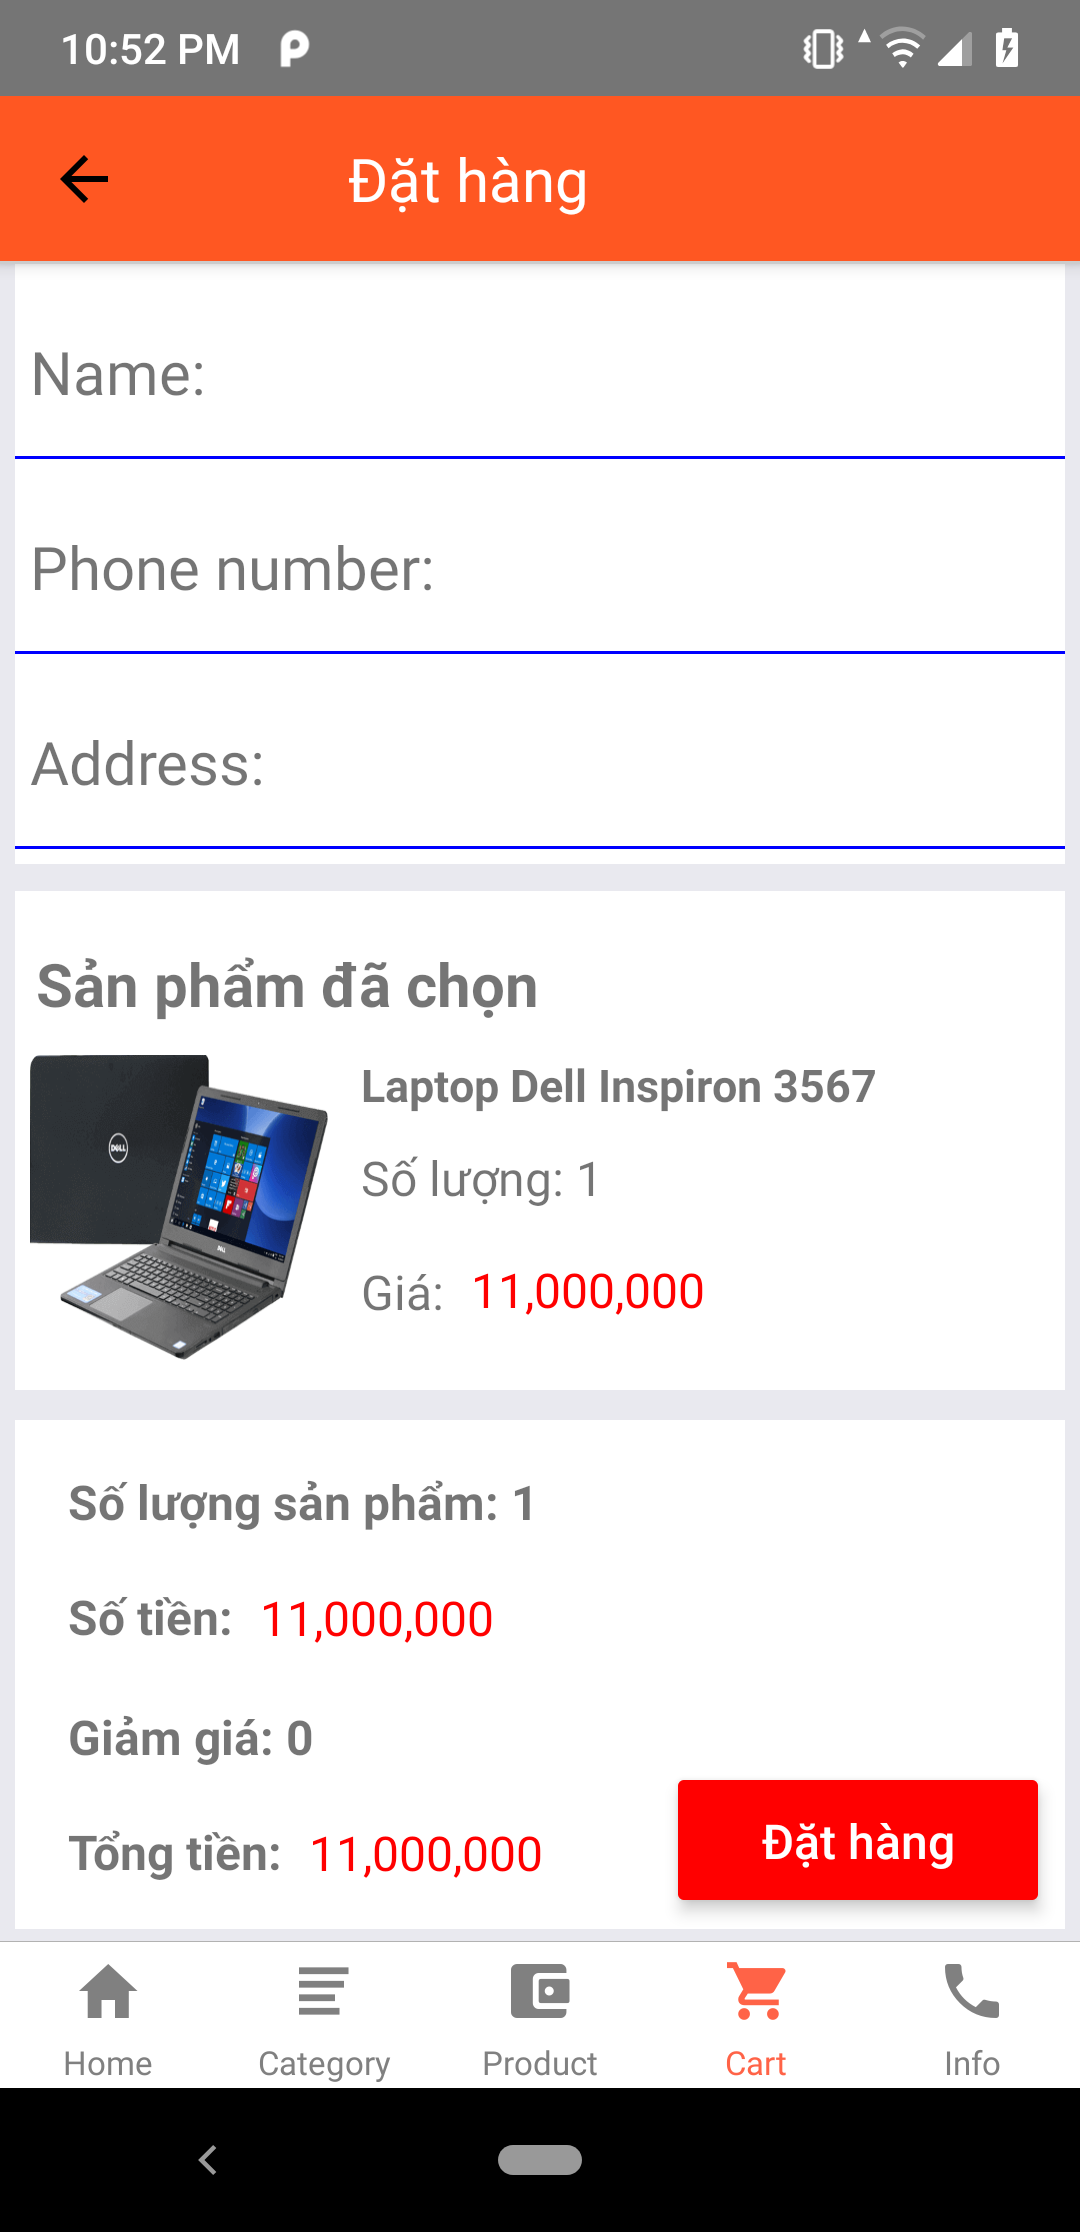 10:52 PM
Đặt hàng
Name:
Phone number:
Address:
Sản phẩm đã chọn
DELL
Laptop Dell Inspiron 3567
Số lượng: 1
Giá: 11,000,000
Số lượng sản phẩm: 1
Số tiền: 11,000,000
Giảm giá: 0
Tổng tiền: 11,000,000
Đặt hàng
Home
Category
Product
Cart
Info